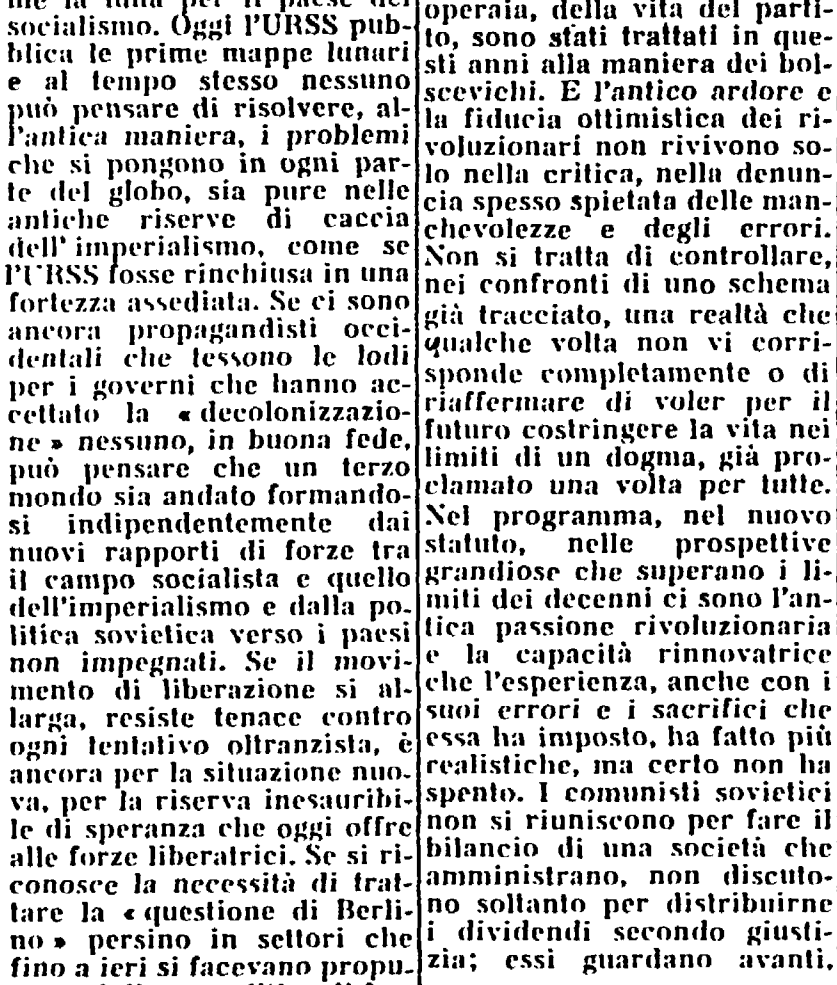 socialismo. Oggi l'URSS pub-
blica le prime mappe lunari
e al tempo stesso nessuno
può pensare di risolvere, al-
l'antica maniera, i problemi
che si pongono in ogni par-
te del globo, sia pure nelle
antiche riserve di caccia
dell'imperialismo, come se
l'URSS fosse rinchiusa in una
fortezza assediata. Se ci sono
ancora propagandisti occi-
dentali che tessono le lodi
per i governi che hanno ac-
cettato la « decolonizzazio-
ne » nessuno, in buona fede,
può pensare che un terzo
mondo sia andato formando-
si indipendentemente dai
nuovi rapporti di forze tra
il campo socialista e quello
dell'imperialismo e dalla po-
litica sovietica verso i paesi
non impegnati. Se il movi-
mento di liberazione si al-
larga, resiste tenace contro
ogni tentativo oltranzista, è
ancora per la situazione nuo-
va, per la riserva inesauribi-
le di speranza che oggi offre
alle forze liberatrici. Se si ri-
conosce la necessità di trat-
tare la « questione di Berli-
no » persino in settori che
fino a ieri si facevano propu-
operaia, della vita del parti-
to, sono stati trattati in que-
sti anni alla maniera dei bol-
scevichi. E l'antico ardore e
la fiducia ottimistica dei ri-
voluzionari non rivivono so-
lo nella critica, nella denun-
cia spesso spietata delle man-
chevolezze e degli errori.
Non si tratta di controllare,
nei confronti di uno schema
già tracciato, una realtà che
qualche volta non vi corri-
sponde completamente o di
riaffermare di voler per il
futuro costringere la vita nei
limiti di un dogma, già pro-
clamato una volta per tutte.
Nel programma, nel nuovo
statuto, nelle prospettive
grandiose che superano i li-
miti dei decenni ci sono l'an-
tica passione rivoluzionaria
e la capacità rinnovatrice
che l'esperienza, anche con i
suoi errori e i sacrifici che
essa ha imposto, ha fatto più
realistiche, ma certo non ha
spento. I comunisti sovietici
non si riuniscono per fare il
bilancio di una società che
amministrano, non discuto-
no soltanto per distribuirne
i dividendi secondo giusti-
zia; essi guardano avanti,